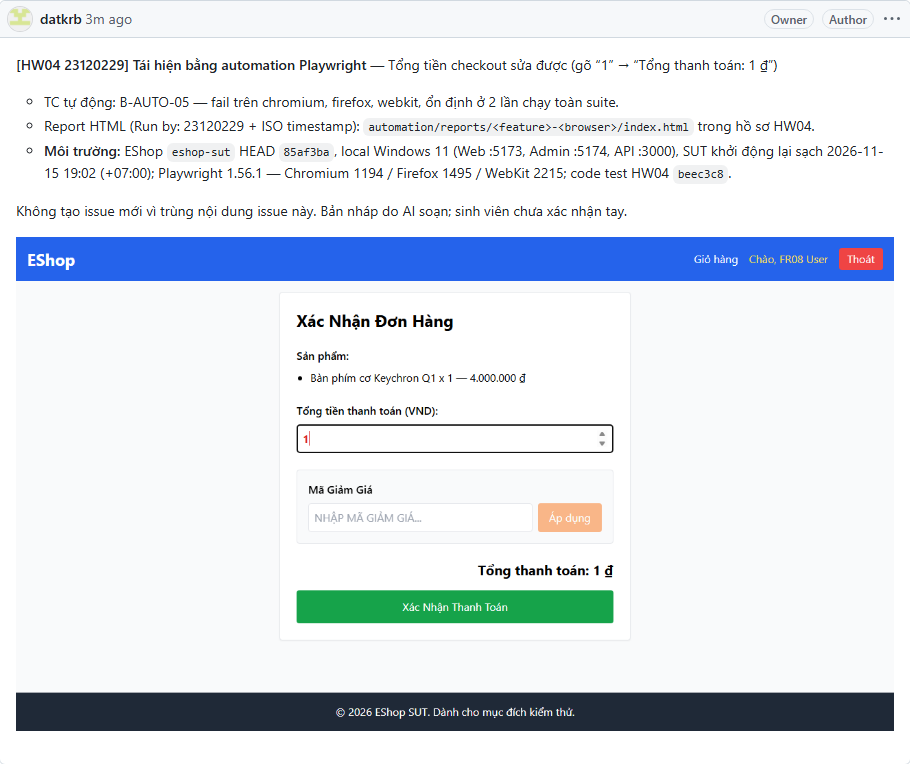 datkrb 3m ago
Owner
Author
[HW04 23120229] Tái hiện bằng automation Playwright — Tổng tiền checkout sửa được (gõ “1” → “Tổng thanh toán: 1 ₫”)
TC tự động: B-AUTO-05 — fail trên chromium, firefox, webkit, ổn định ở 2 lần chạy toàn suite.
Report HTML (Run by: 23120229 + ISO timestamp): automation/reports/<feature>-<browser>/index.html trong hồ sơ HW04.
Môi trường: EShop eshop-sut HEAD 85af3ba , local Windows 11 (Web :5173, Admin :5174, API :3000), SUT khởi động lại sạch 2026-11-
15 19:02 (+07:00); Playwright 1.56.1 — Chromium 1194 / Firefox 1495 / WebKit 2215; code test HW04 beec3c8 .
Không tạo issue mới vì trùng nội dung issue này. Bản nháp do AI soạn; sinh viên chưa xác nhận tay.
EShop
Giỏ hàng
Chào, FR08 User
Thoát
Xác Nhận Đơn Hàng
Sản phẩm:
Bàn phím cơ Keychron Q1 x 1 — 4.000.000 ₫
Tổng tiền thanh toán (VND):
1
Mã Giảm Giá
NHẬP MÃ GIẢM GIÁ...
Áp dụng
Tổng thanh toán: 1 ₫
Xác Nhận Thanh Toán
© 2026 EShop SUT. Dành cho mục đích kiểm thử.